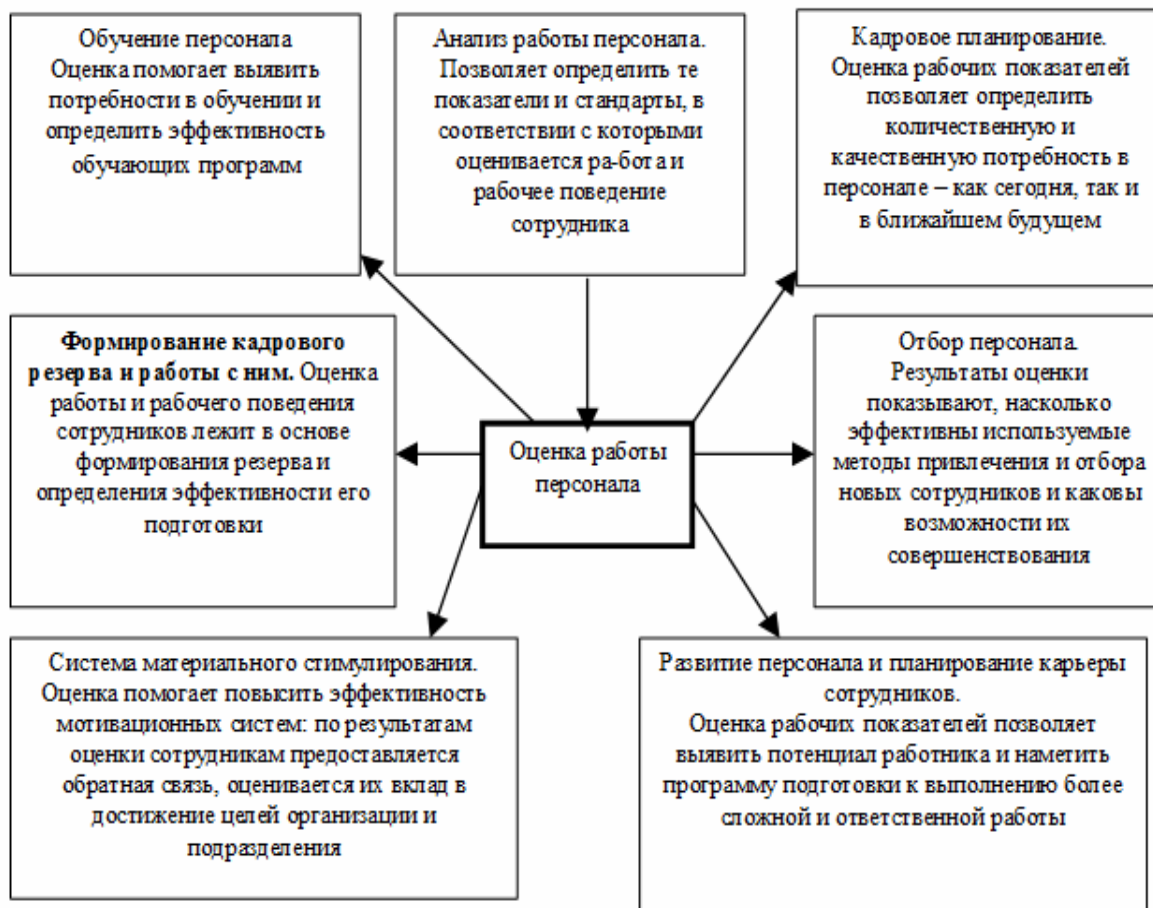 Обучение персонала
Оценка помогает выявить
потребности в обучении и
определить эффективность
обучающих программ
Анализ работы персонала.
Позволяет определить те
показатели и стандарты, в
соответствии с которыми
оценивается ра-бота и
рабочее поведение
сотрудника
Кадровое планирование.
Оценка рабочих показателей
позволяет определить
количественную и
качественную потребность в
персонале – как сегодня, так и
в ближайшем будущем
Формирование кадрового
резерва и работы с ним. Оценка
работы и рабочего поведения
сотрудников лежит в основе
формирования резерва и
определения эффективности его
подготовки
Оценка работы
персонала
Отбор персонала.
Результаты оценки
показывают, насколько
эффективны используемые
методы привлечения и отбора
новых сотрудников и каковы
возможности их
совершенствования
Система материального стимулирования.
Оценка помогает повысить эффективность
мотивационных систем: по результатам
оценки сотрудникам предоставляется
обратная связь, оценивается их вклад в
достижение целей организации и
подразделения
Развитие персонала и планирование карьеры
сотрудников.
Оценка рабочих показателей позволяет
выявить потенциал работника и наметить
программу подготовки к выполнению более
сложной и ответственной работы